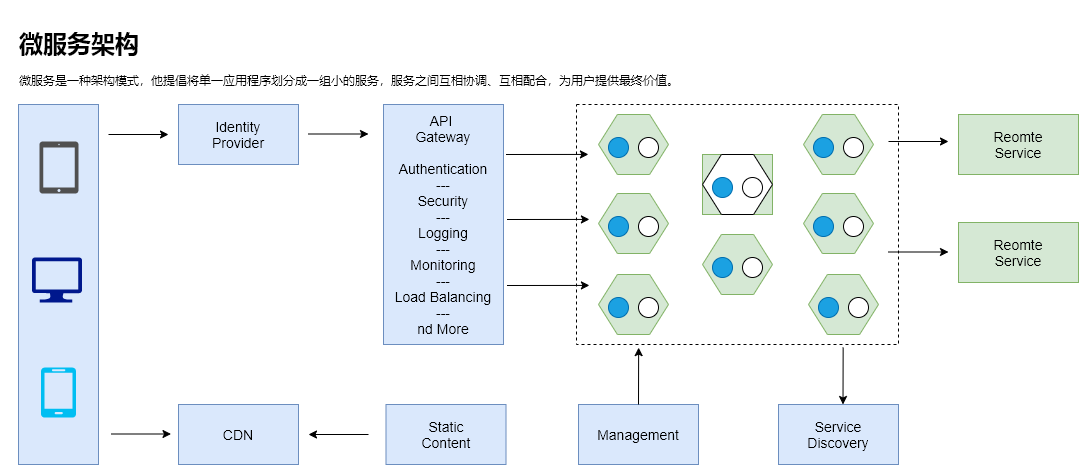 微服务架构
微服务是一种架构模式，他提倡将单一应用程序划分成一组小的服务，服务之间互相协调、互相配合，为用户提供最终价值。
Identity
Provider
API
Gateway
Authentication
---
Security
---
Logging
---
Monitoring
---
Load Balancing
---
nd More
Reomte
Service
Reomte
Service
CDN
Static
Content
Management
Service
Discovery